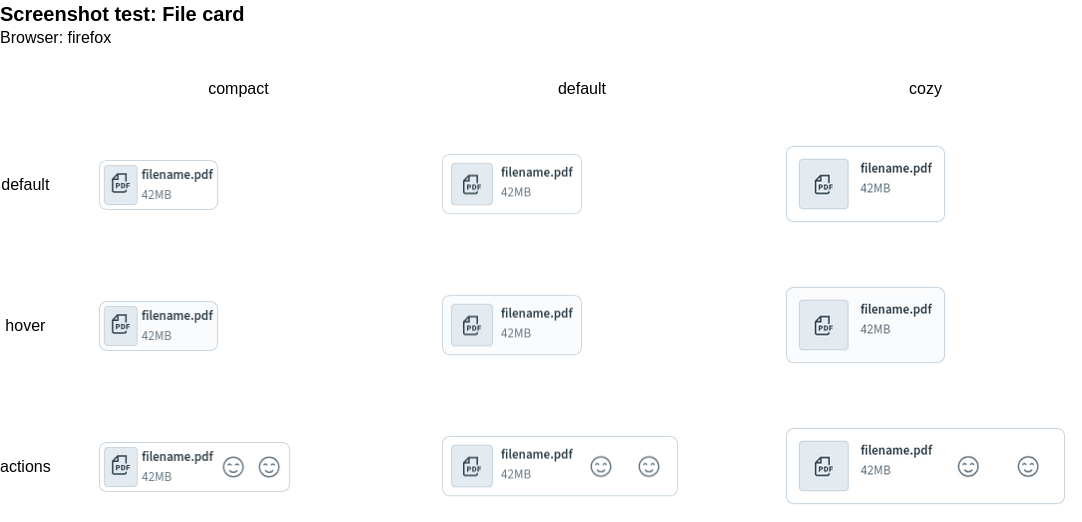 Screenshot test: File card
Browser: firefox
compact default cozy
default
filename.pdf
42MB
PDF
filename.pdf
42MB
PDF
filename.pdf
42MB
PDF
hover
filename.pdf
42MB
PDF
filename.pdf
42MB
PDF
filename.pdf
42MB
PDF
actions
filename.pdf
42MB
PDF
filename.pdf
42MB
PDF
filename.pdf
42MB
PDF